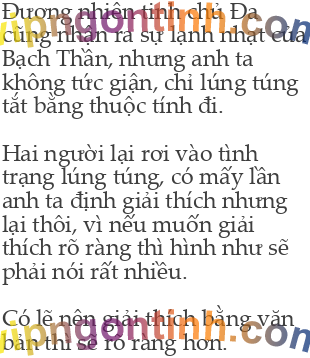 Đương nhiên tinh chủ Đa
cũng nhận ra sự lạnh nhạt của
Bạch Thần, nhưng anh ta
không tức giận, chỉ lúng túng
tắt bảng thuộc tính đi.
Hai người lại rơi vào tình
trạng lúng túng, có mấy lần
anh ta định giải thích nhưng
lại thôi, vì nếu muốn giải
thích rõ ràng thì hình như sẽ
phải nói rất nhiều.
Có lẽ nên giải thích bằng văn
bản thì sẽ rõ ràng hơn.